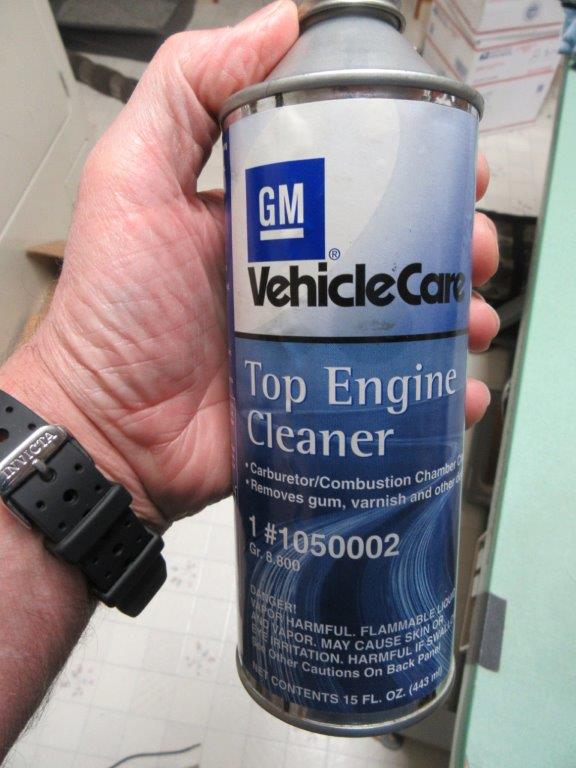 GM
®
VehicleCare
Top Engine
Cleaner
• Carburetor/Combustion Chamber
• Removes gum, varnish and other
1 #1050002
Gr. 8.800
DANGER!
VAPOR HARMFUL. FLAMMABLE LIQUID
AND VAPOR. MAY CAUSE SKIN OR
EYE IRRITATION. HARMFUL IF SWAL-
See Other Cautions On Back Panel
NET CONTENTS 15 FL. OZ. (443 ml)
INVICTA